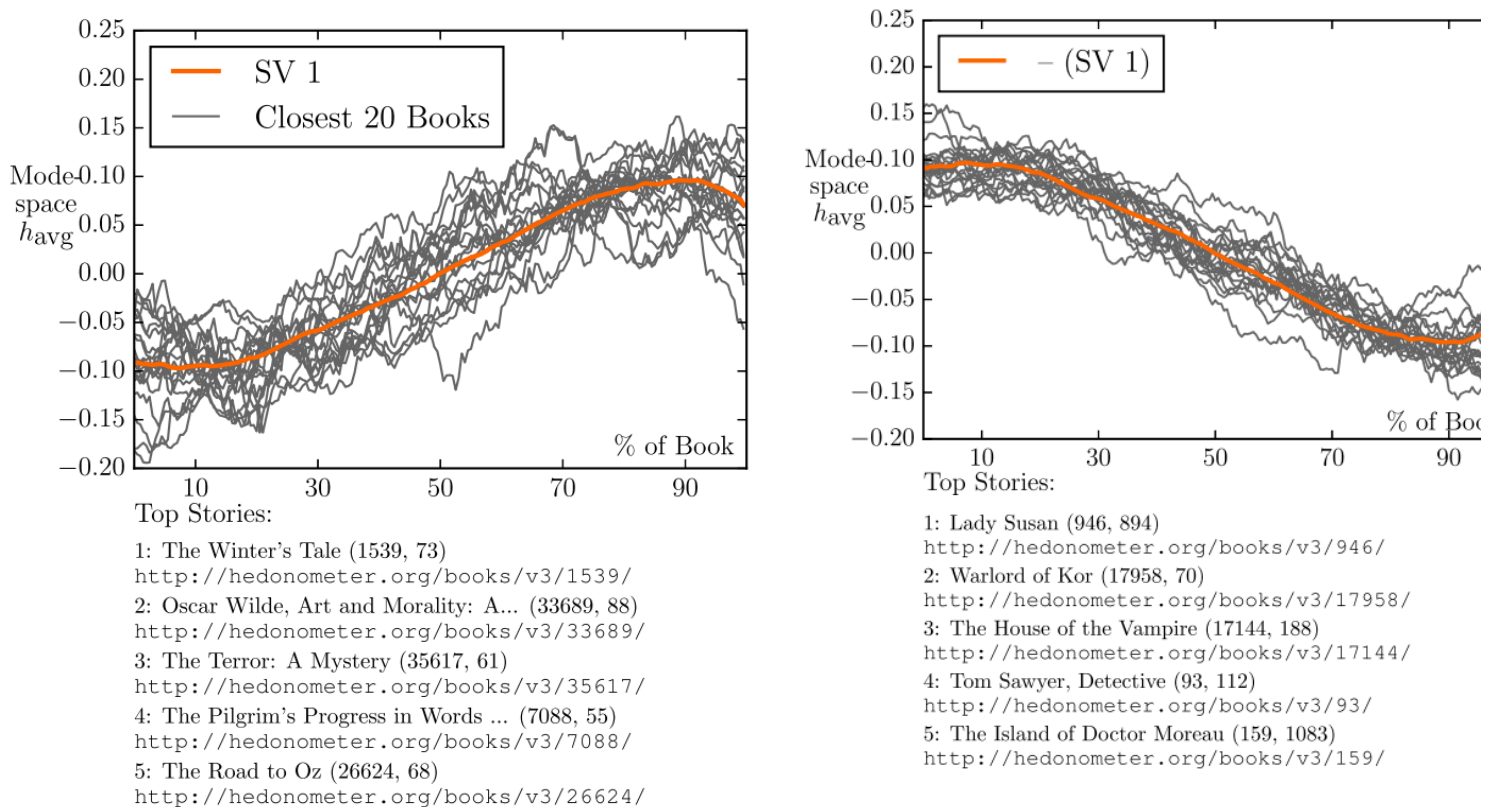 0.25
0.20
0.15
0.10
0.05
0.00
−0.05
−0.10
−0.15
−0.20
Mode-
space
havg
SV 1
Closest 20 Books
% of Book
10 30 50 70 90
Top Stories:
1: The Winter's Tale (1539, 73)
http://hedonometer.org/books/v3/1539/
2: Oscar Wilde, Art and Morality: A... (33689, 88)
http://hedonometer.org/books/v3/33689/
3: The Terror: A Mystery (35617, 61)
http://hedonometer.org/books/v3/35617/
4: The Pilgrim's Progress in Words ... (7088, 55)
http://hedonometer.org/books/v3/7088/
5: The Road to Oz (26624, 68)
http://hedonometer.org/books/v3/26624/
0.25
0.20
0.15
0.10
0.05
0.00
−0.05
−0.10
−0.15
−0.20
Mode-
space
havg
– (SV 1)
% of Boo
10 30 50 70 90
Top Stories:
1: Lady Susan (946, 894)
http://hedonometer.org/books/v3/946/
2: Warlord of Kor (17958, 70)
http://hedonometer.org/books/v3/17958/
3: The House of the Vampire (17144, 188)
http://hedonometer.org/books/v3/17144/
4: Tom Sawyer, Detective (93, 112)
http://hedonometer.org/books/v3/93/
5: The Island of Doctor Moreau (159, 1083)
http://hedonometer.org/books/v3/159/